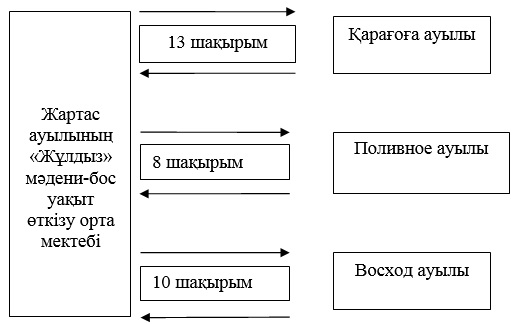 13 шақырым
Қарағоға ауылы
Жартас
ауылының
«Жұлдыз»
мәдени-бос
уақыт
өткізу орта
мектебі
8 шақырым
Поливное ауылы
10 шақырым
Восход ауылы